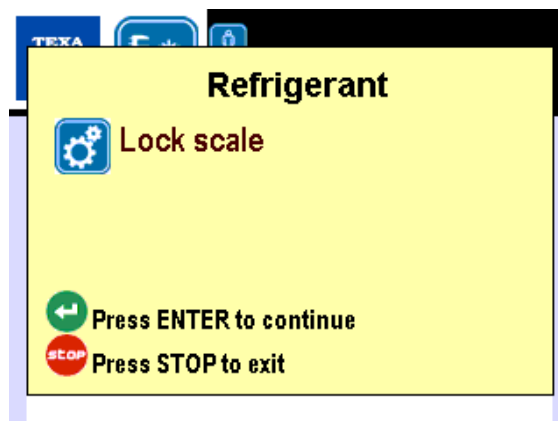 TEXA
Refrigerant
Lock scale
Press ENTER to continue
stop Press STOP to exit